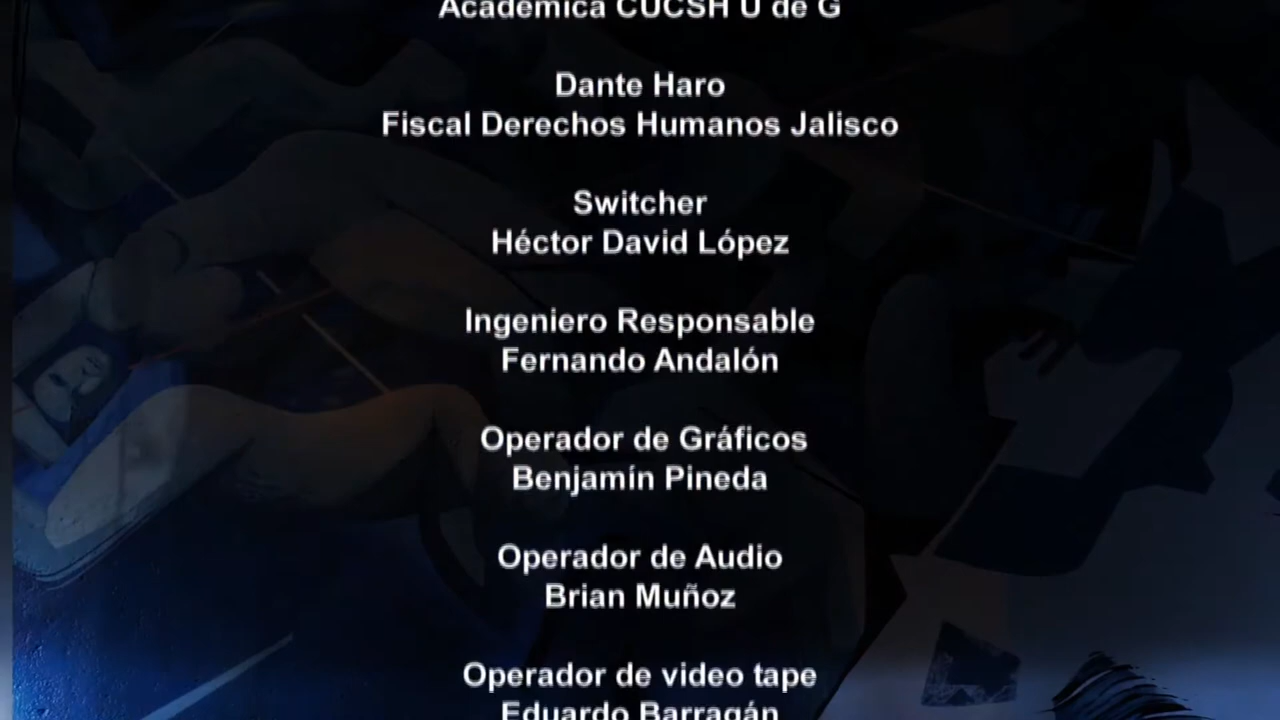 Académica CUCSH U de G
Dante Haro
Fiscal Derechos Humanos Jalisco
Switcher
Héctor David López
Ingeniero Responsable
Fernando Andalón
Operador de Gráficos
Benjamín Pineda
Operador de Audio
Brian Muñoz
Operador de video tape
Eduardo Barragán